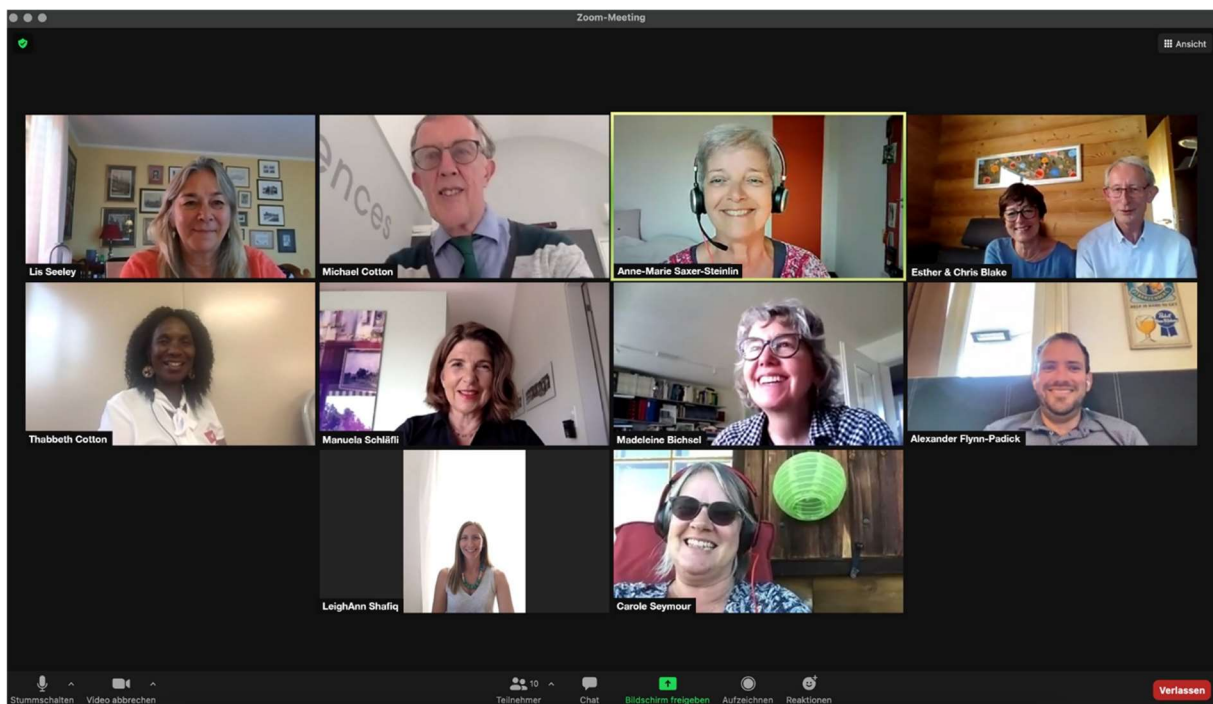 Zoom-Meeting
Ansicht
ences
Lis Seeley
Michael Cotton
Anne-Marie Saxer-Steinlin
Esther & Chris Blake
Thabbeth Cotton
Manuela Schläfli
Madeleine Bichsel
Alexander Flynn-Padick
LeighAnn Shafiq
Carole Seymour
Stummschalten
Video abbrechen
10
Teilnehmer
Chat
Bildschirm freigeben
Aufzeichnen
Reaktionen
Verlassen